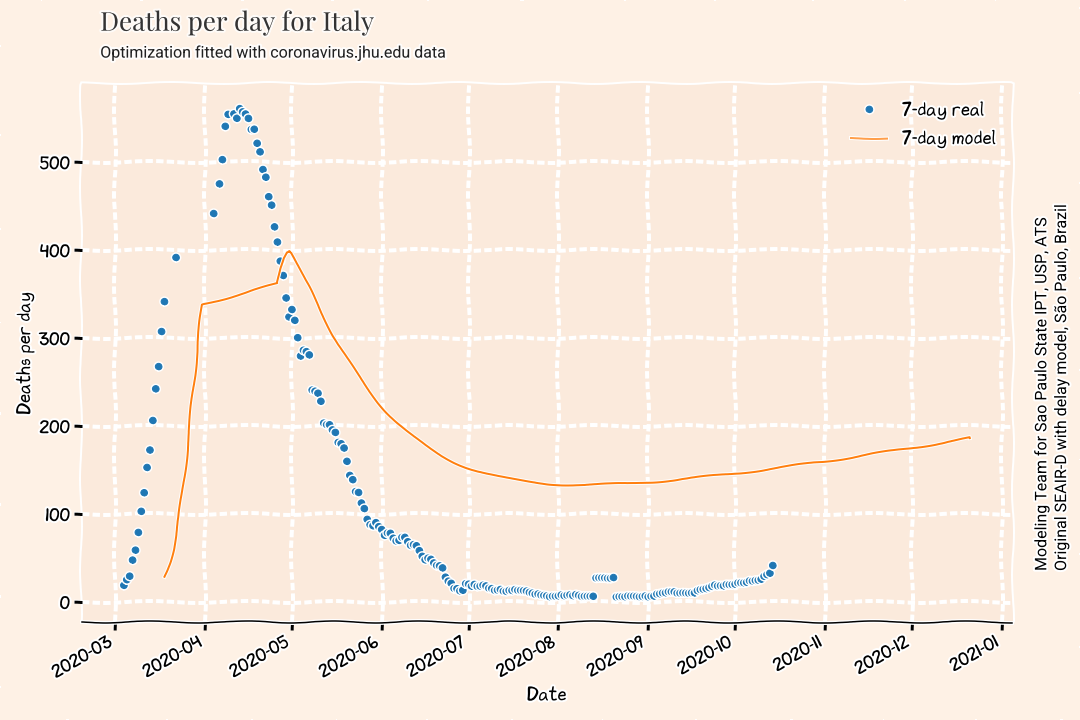 Deaths per day for Italy
Optimization fitted with coronavirus.jhu.edu data
7-day real
7-day model
500
400
300
200
100
0
Deaths per day
2020-03
2020-04
2020-05
2020-06
2020-07
2020-08
2020-09
2020-10
2020-11
2020-12
2021-01
Date
Modeling Team for Sao Paulo State IPT, USP, ATS
Original SEAIR-D with delay model, São Paulo, Brazil